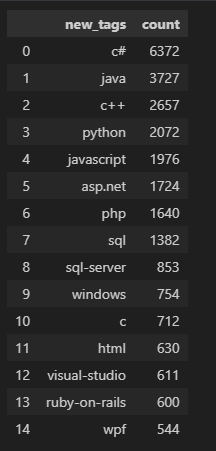 new_tags count
0 c# 6372
1 java 3727
2 c++ 2657
3 python 2072
4 javascript 1976
5 asp.net 1724
6 php 1640
7 sql 1382
8 sql-server 853
9 windows 754
10 c 712
11 html 630
12 visual-studio 611
13 ruby-on-rails 600
14 wpf 544